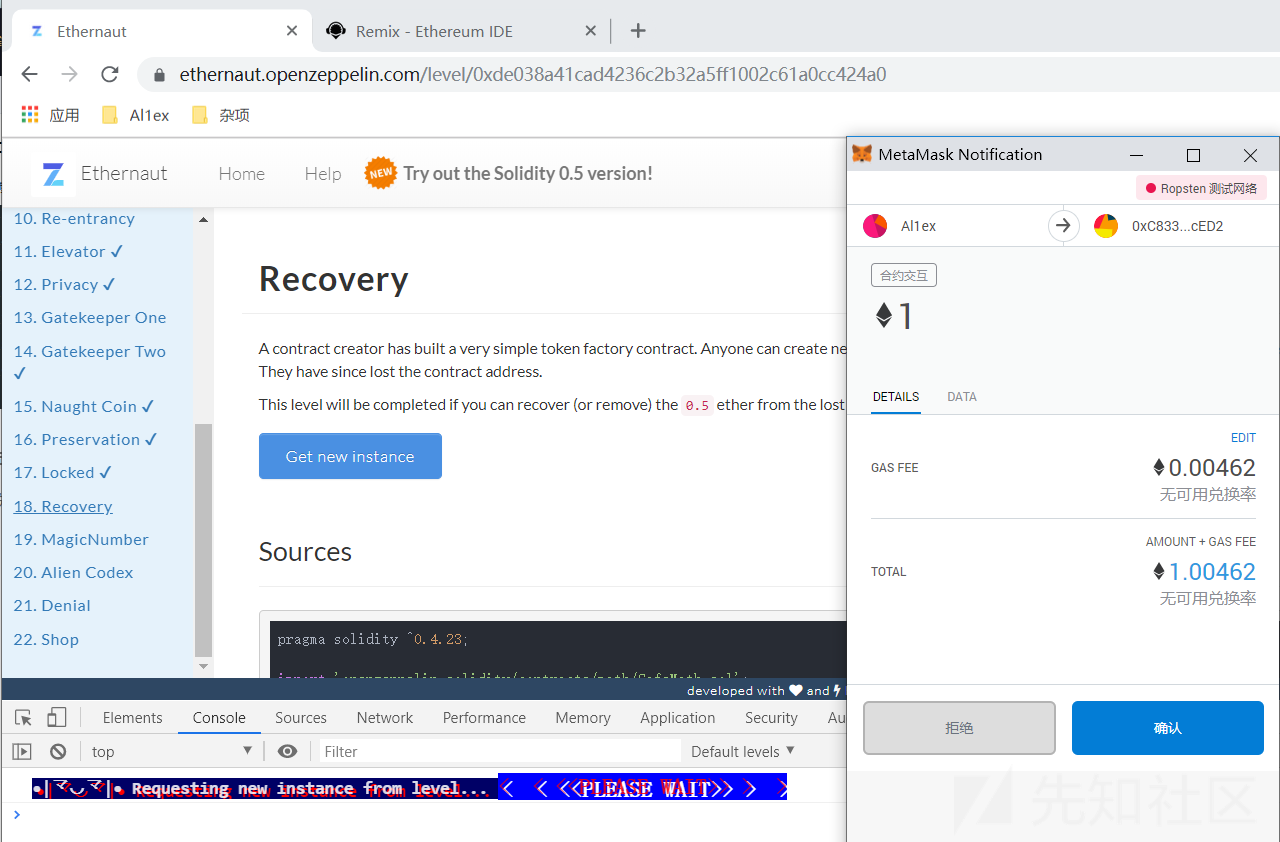 Ethernaut
Remix - Ethereum IDE
ethernaut.openzeppelin.com/level/0xde038a41cad4236c2b32a5ff1002c61a0cc424a0
应用
Al1ex
杂项
Ethernaut
Home
Help
NEW
Try out the Solidity 0.5 version!
10. Re-entrancy
11. Elevator ✓
12. Privacy ✓
13. Gatekeeper One
14. Gatekeeper Two
✓
15. Naught Coin ✓
16. Preservation ✓
17. Locked ✓
18. Recovery
19. MagicNumber
20. Alien Codex
21. Denial
22. Shop
Recovery
A contract creator has built a very simple token factory contract. Anyone can create ne
They have since lost the contract address.
This level will be completed if you can recover (or remove) the 0.5 ether from the lost
Get new instance
Sources
pragma solidity ^0.4.23;
developed with ❤ and
Elements
Console
Sources
Network
Performance
Memory
Application
Security
Au
top
Filter
Default levels
Requesting new instance from level...
< < <<PLEASE WAIT>> > >
MetaMask Notification
Ropsten 测试网络
Al1ex
0xC833...cED2
合约交互
1
DETAILS
DATA
EDIT
GAS FEE
0.00462
无可用兑换率
AMOUNT + GAS FEE
TOTAL
1.00462
无可用兑换率
拒绝
确认
先知社区